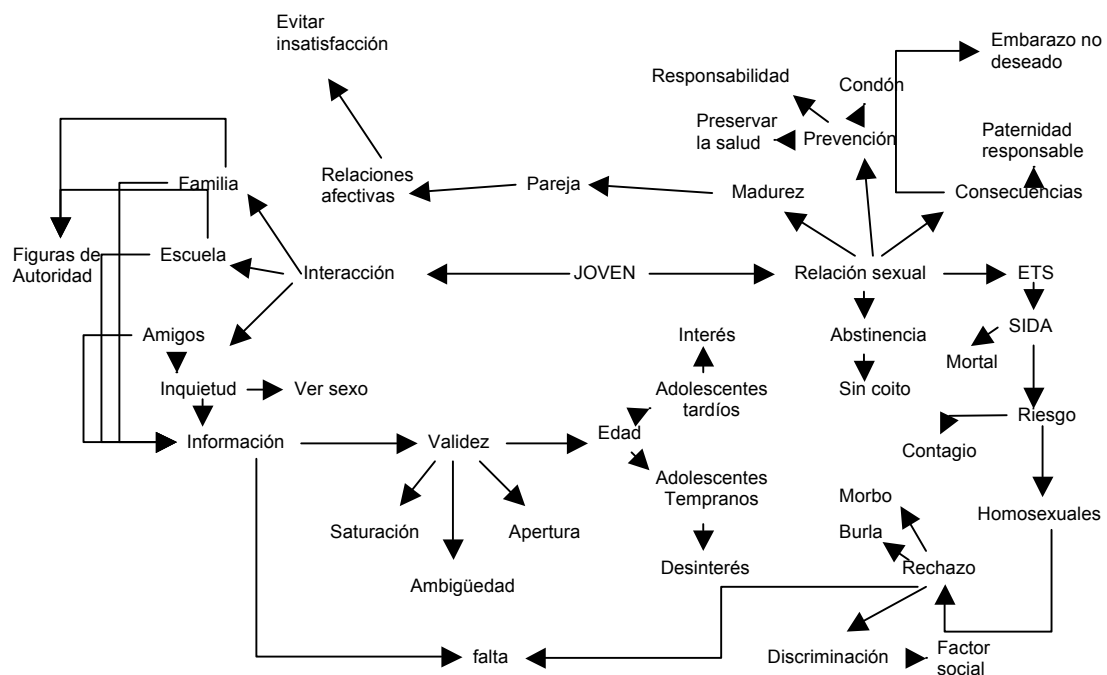 Evitar
insatisfacción
Embarazo no
deseado
Responsabilidad
Condón
Preservar
la salud
Prevención
Paternidad
responsable
Familia
Relaciones
afectivas
Pareja
Madurez
Consecuencias
Figuras de
Autoridad
Escuela
Interacción
JOVEN
Relación sexual
ETS
Amigos
Interés
Abstinencia
SIDA
Mortal
Inquietud
Ver sexo
Adolescentes
tardíos
Sin coito
Riesgo
Información
Validez
Edad
Contagio
Adolescentes
Tempranos
Morbo
Homosexuales
Saturación
Apertura
Burla
Desinterés
Rechazo
Ambigüedad
falta
Discriminación
Factor
social